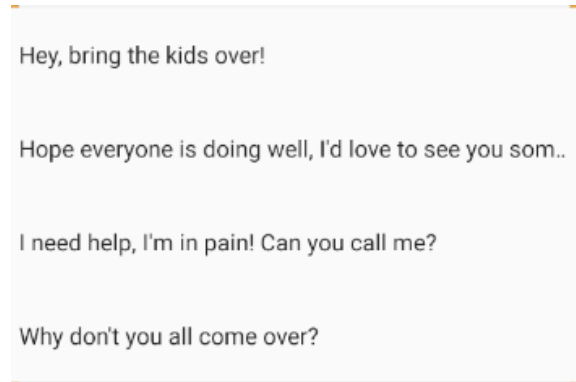 Hey, bring the kids over!
Hope everyone is doing well, I'd love to see you som..
I need help, I'm in pain! Can you call me?
Why don't you all come over?